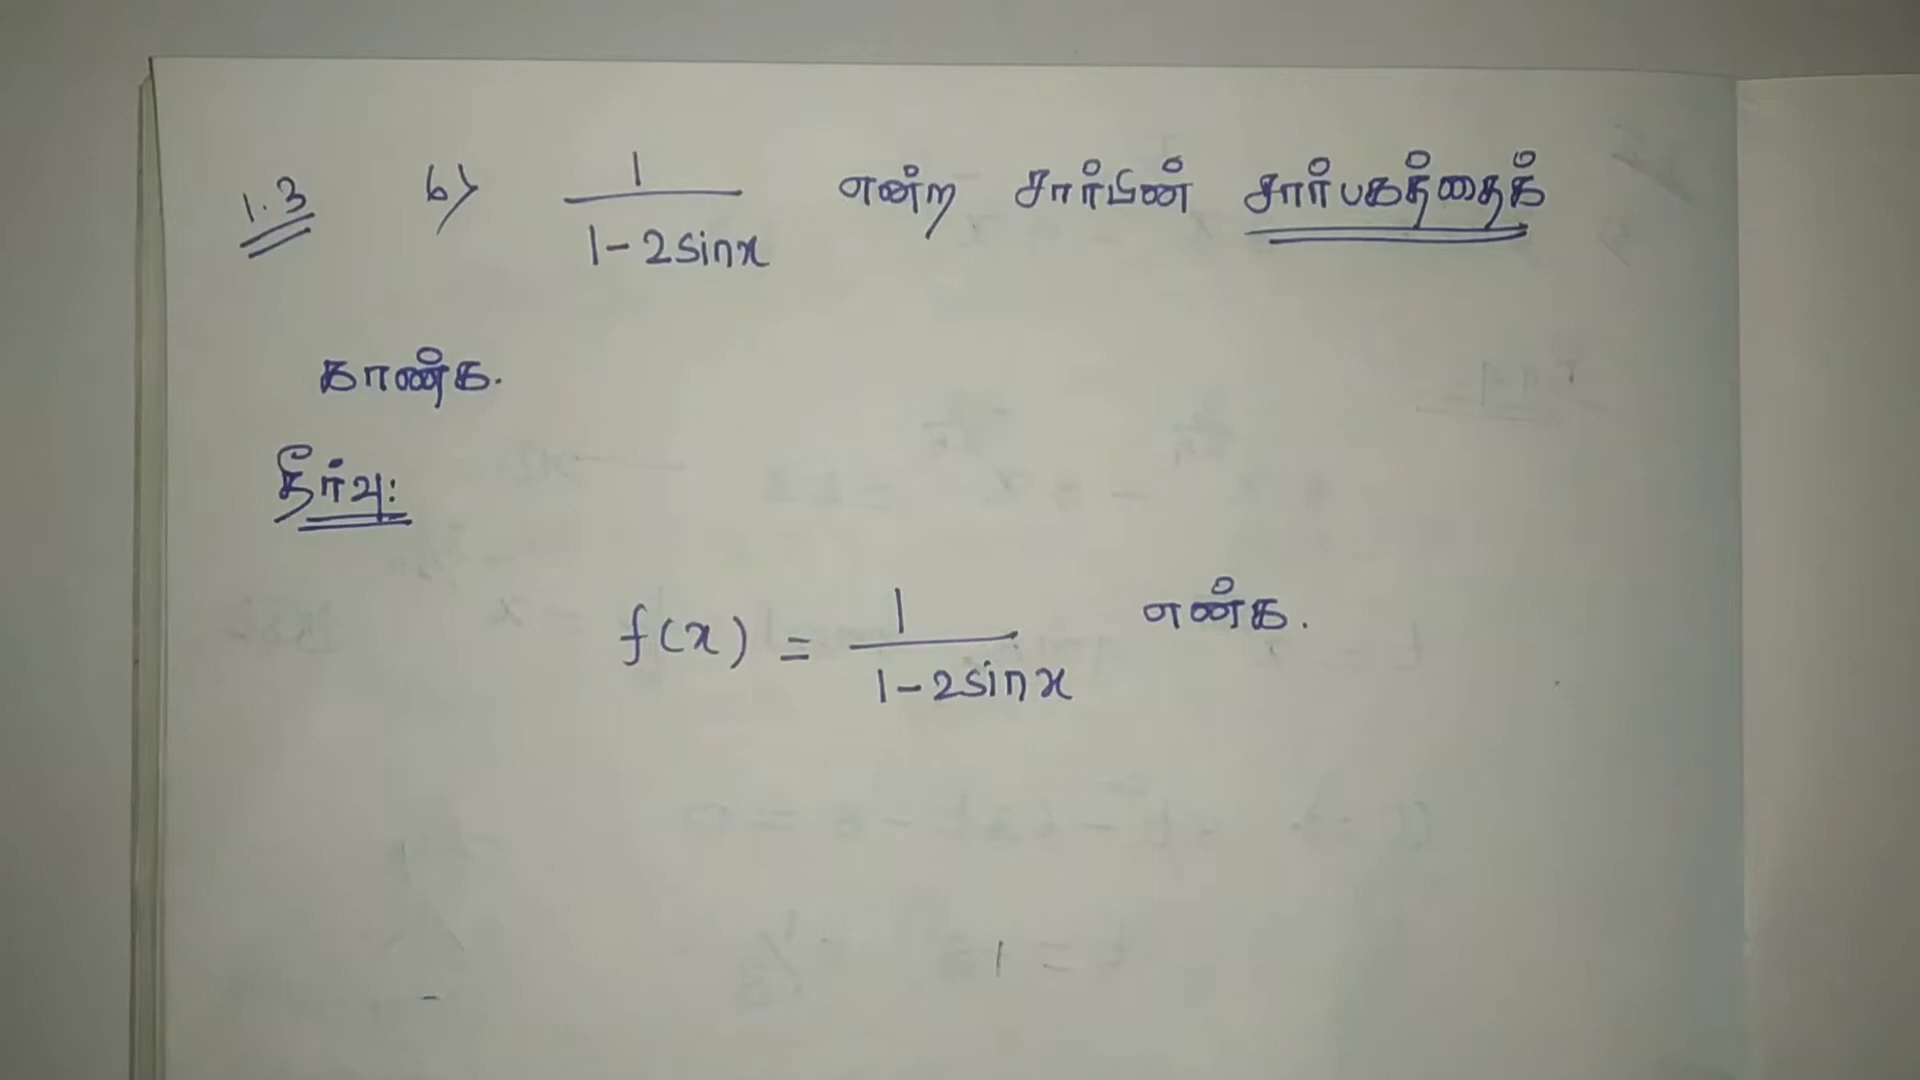 1.3 b) 1/(1-2sinx) என்ற சார்பின் சார்பகத்தைக்
காண்க.
தீர்வு:
f(x) = 1/(1-2sinx) என்க.